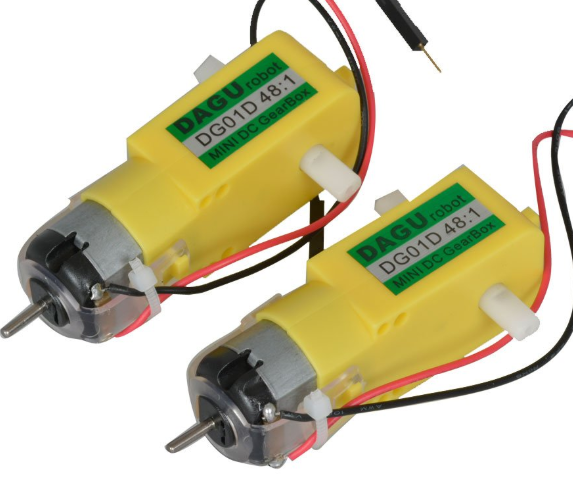 DAGU robot
DG01D 48:1
MINI DC GearBox
DAGU robot
DG01D 48:1
MINI DC GearBox